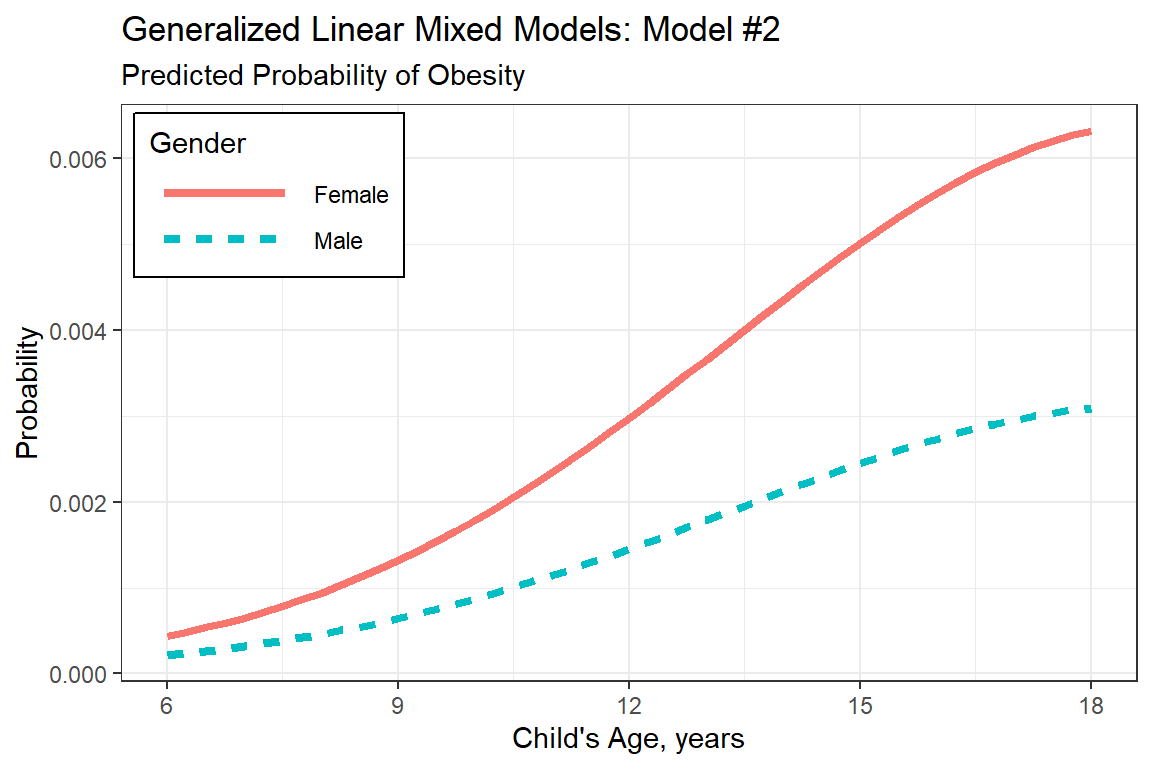 Generalized Linear Mixed Models: Model #2
Predicted Probability of Obesity
Gender
Female
Male
Probability
0.006
0.004
0.002
0.000
6 9 12 15 18
Child's Age, years